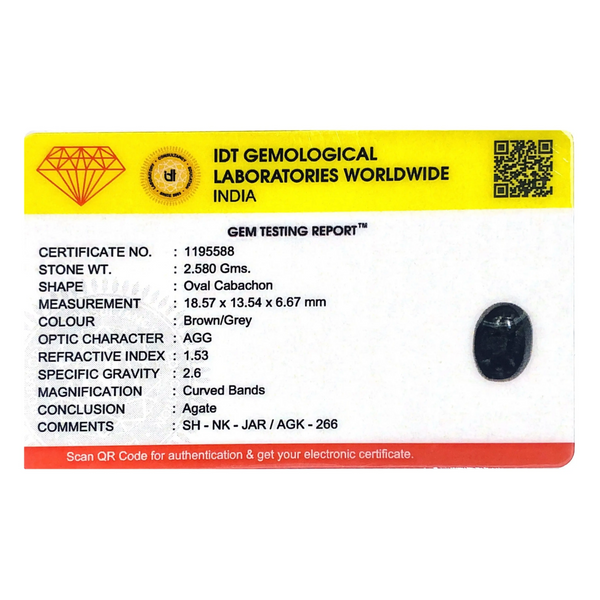 IDT GEMOLOGICAL
LABORATORIES WORLDWIDE
INDIA
GEM TESTING REPORT™
CERTIFICATE NO. : 1195588
STONE WT. : 2.580 Gms.
SHAPE : Oval Cabachon
MEASUREMENT : 18.57 x 13.54 x 6.67 mm
COLOUR : Brown/Grey
OPTIC CHARACTER : AGG
REFRACTIVE INDEX : 1.53
SPECIFIC GRAVITY : 2.6
MAGNIFICATION : Curved Bands
CONCLUSION : Agate
COMMENTS : SH - NK - JAR / AGK - 266
Scan QR Code for authentication & get your electronic certificate.